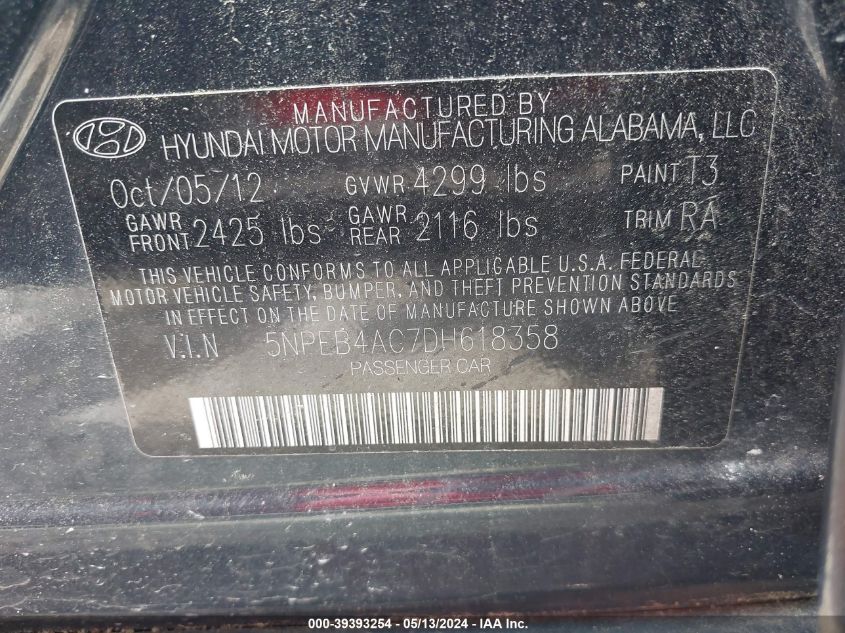 MANUFACTURED BY
HYUNDAI MOTOR MANUFACTURING ALABAMA, LLC
Oct/05/12 GVWR 4299 lbs PAINT T3
GAWR FRONT 2425 lbs GAWR REAR 2116 lbs TRIM RA
THIS VEHICLE CONFORMS TO ALL APPLICABLE U.S.A. FEDERAL
MOTOR VEHICLE SAFETY, BUMPER, AND THEFT PREVENTION STANDARDS
IN EFFECT ON THE DATE OF MANUFACTURE SHOWN ABOVE
V.I.N 5NPEB4AC7DH618358
PASSENGER CAR
000-39393254 - 05/13/2024 - IAA, Inc.